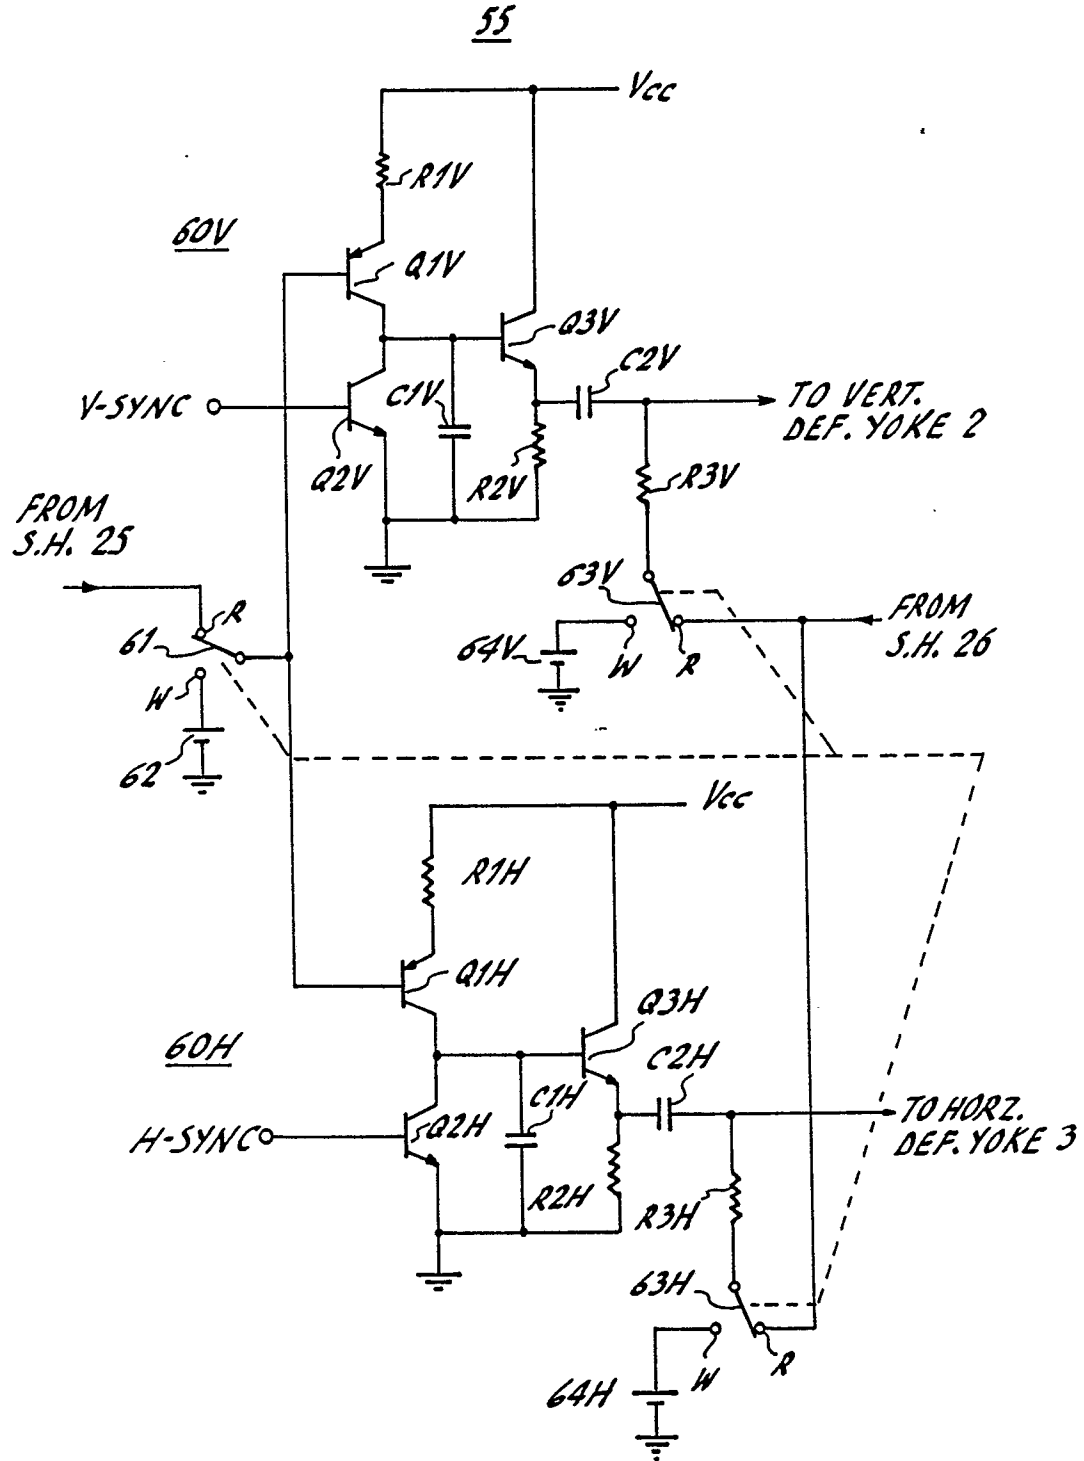 55
Vcc
R1V
60V
Q1V
Q3V
C2V
V-SYNC
C1V
TO VERT.
DEF. YOKE 2
Q2V
R2V
R3V
FROM
S.H. 25
63V
R
61
FROM
S.H. 26
64V
W
R
W
62
Vcc
R1H
Q1H
Q3H
60H
C2H
C1H
TO HORZ.
DEF. YOKE 3
H-SYNC
Q2H
R2H
R3H
63H
W
R
64H